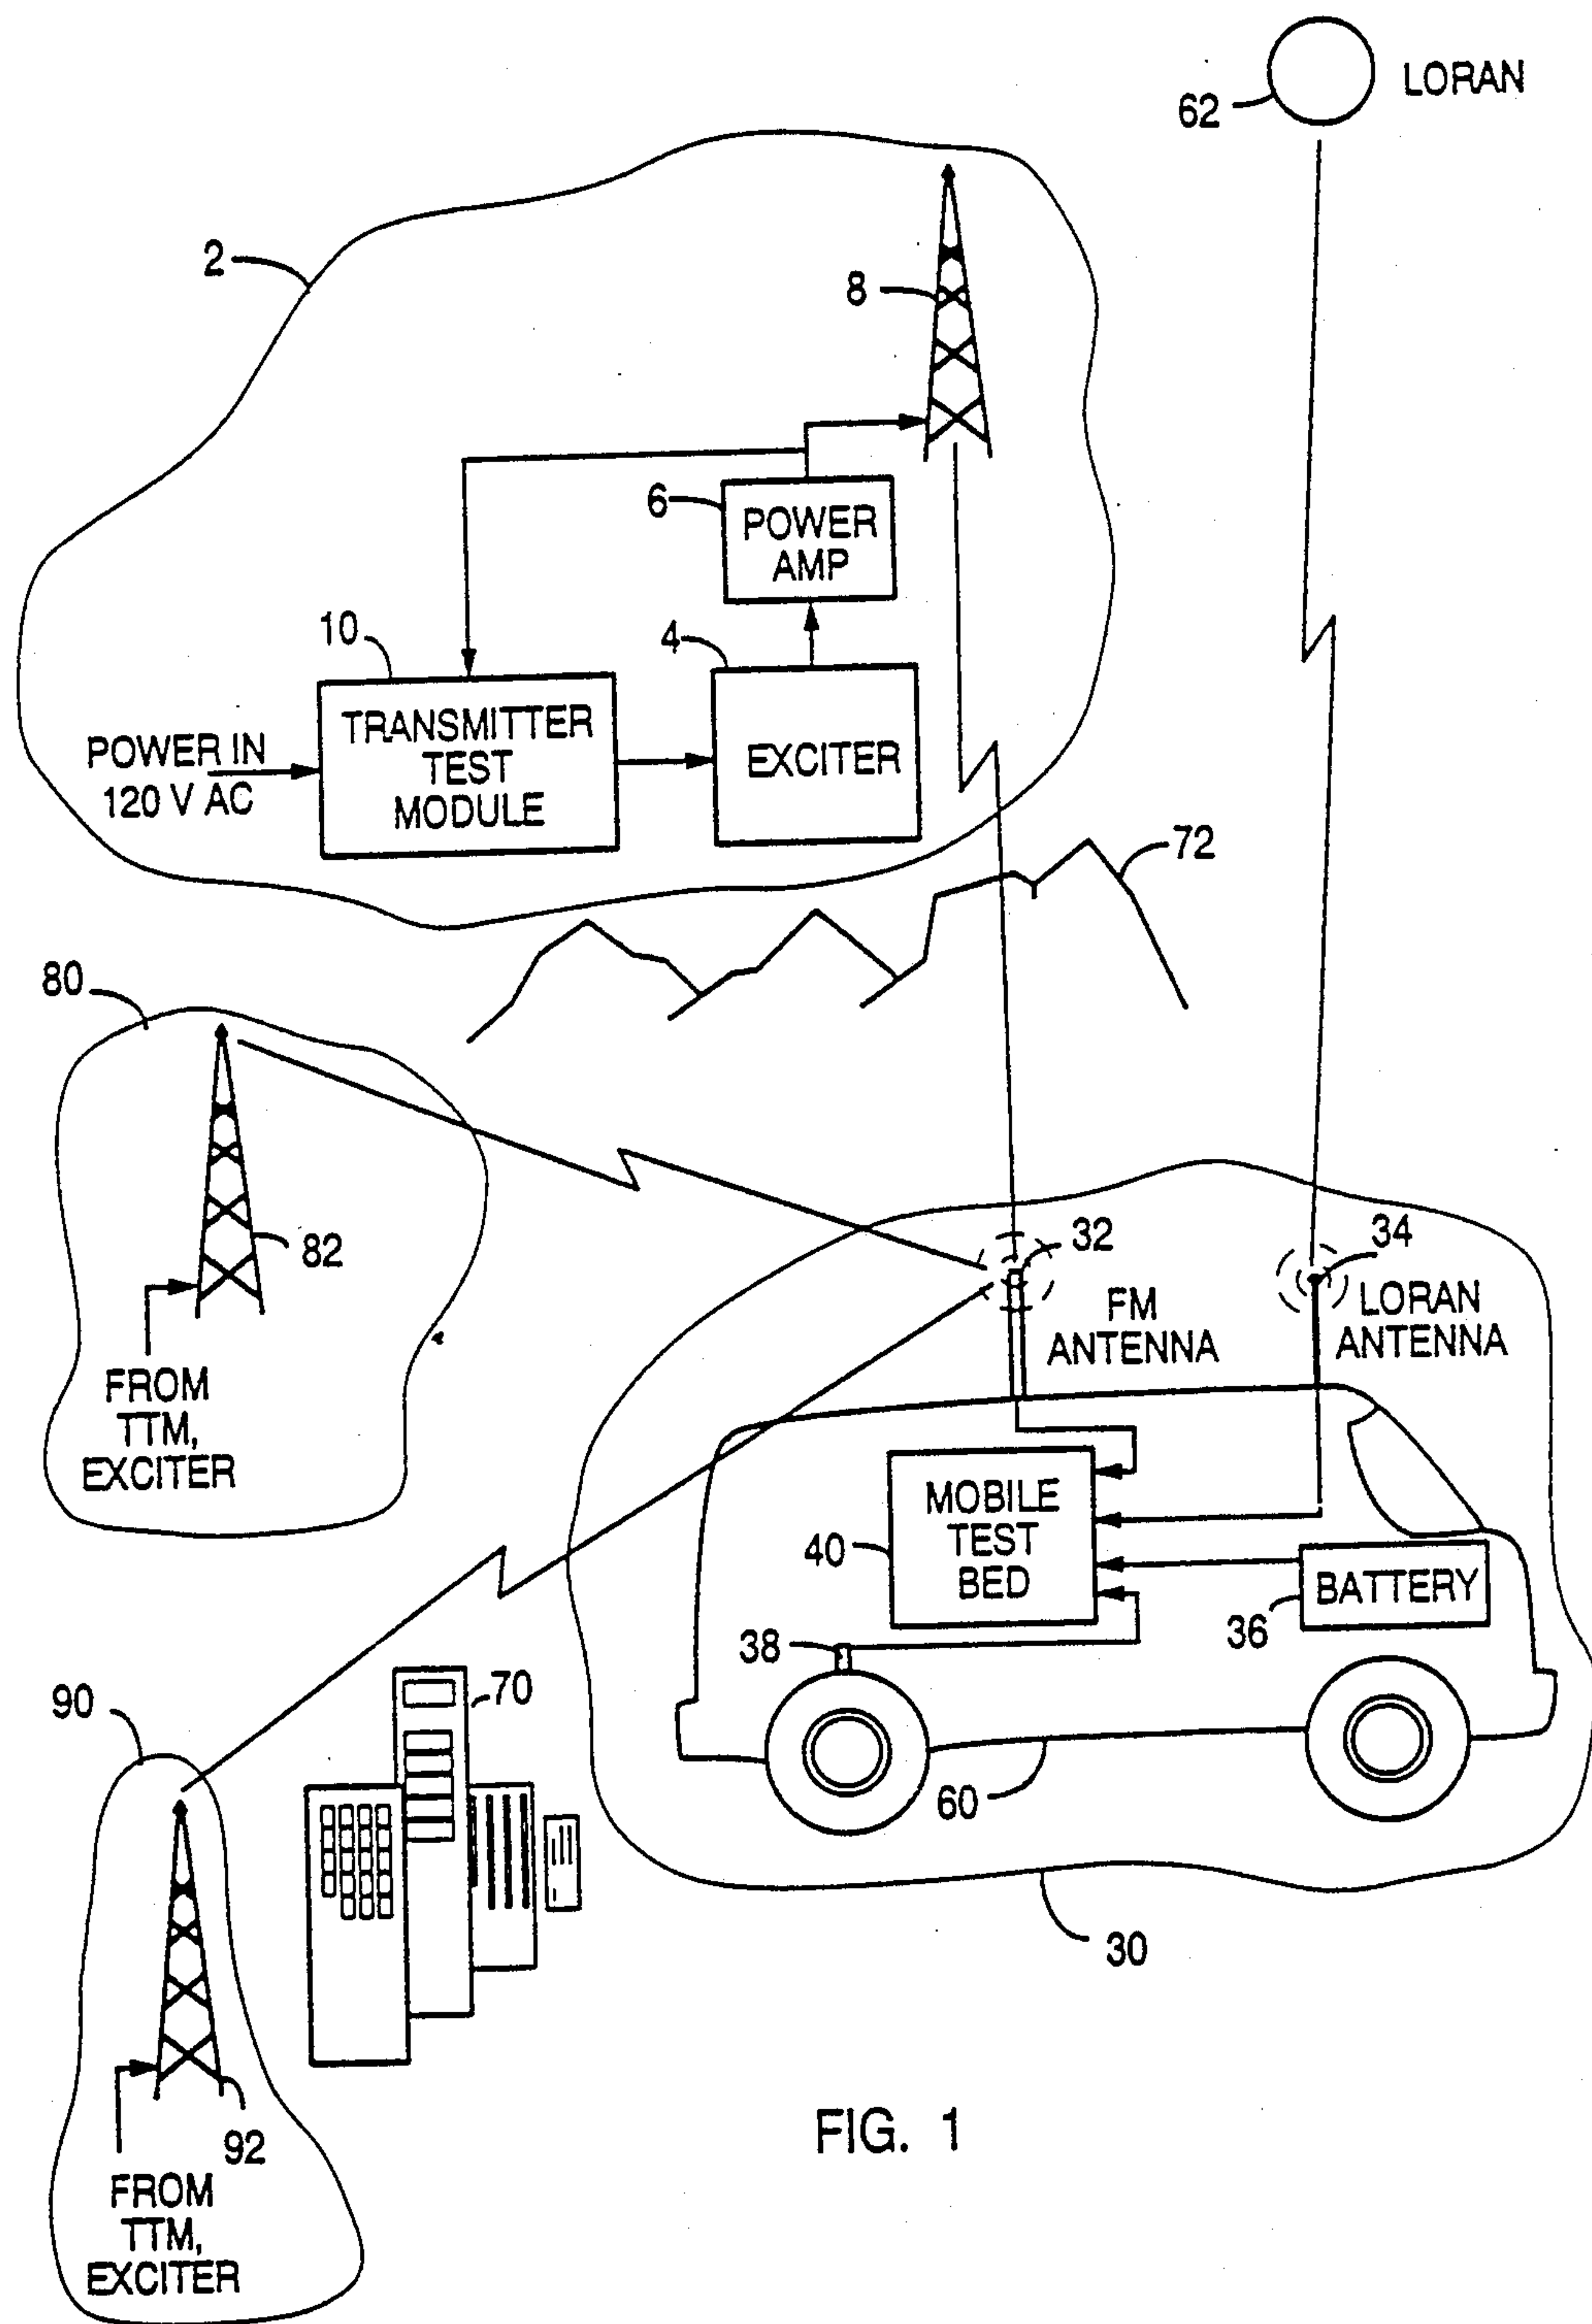 62
LORAN
2
8
6
POWER
AMP
10
4
TRANSMITTER
TEST
MODULE
EXCITER
POWER IN
120 V AC
72
80
82
FROM
TTM,
EXCITER
32
34
FM
ANTENNA
LORAN
ANTENNA
MOBILE
TEST
BED
40
BATTERY
36
38
70
90
60
30
92
FROM
TTM,
EXCITER
FIG. 1